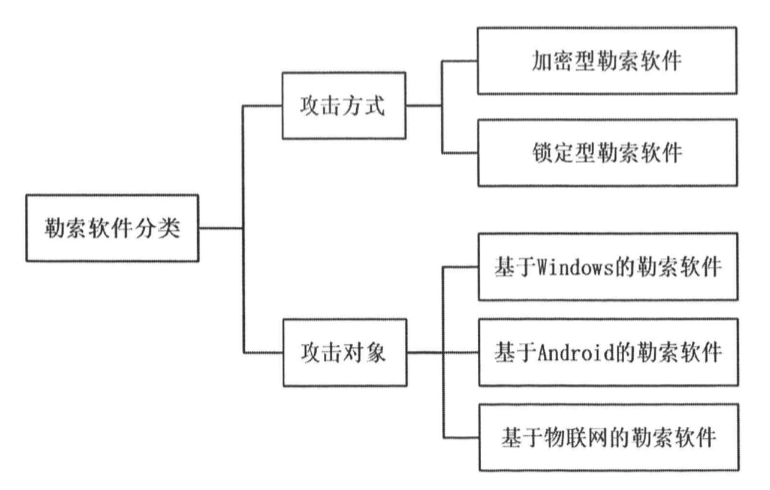 勒索软件分类
攻击方式
加密型勒索软件
锁定型勒索软件
攻击对象
基于Windows的勒索软件
基于Android的勒索软件
基于物联网的勒索软件